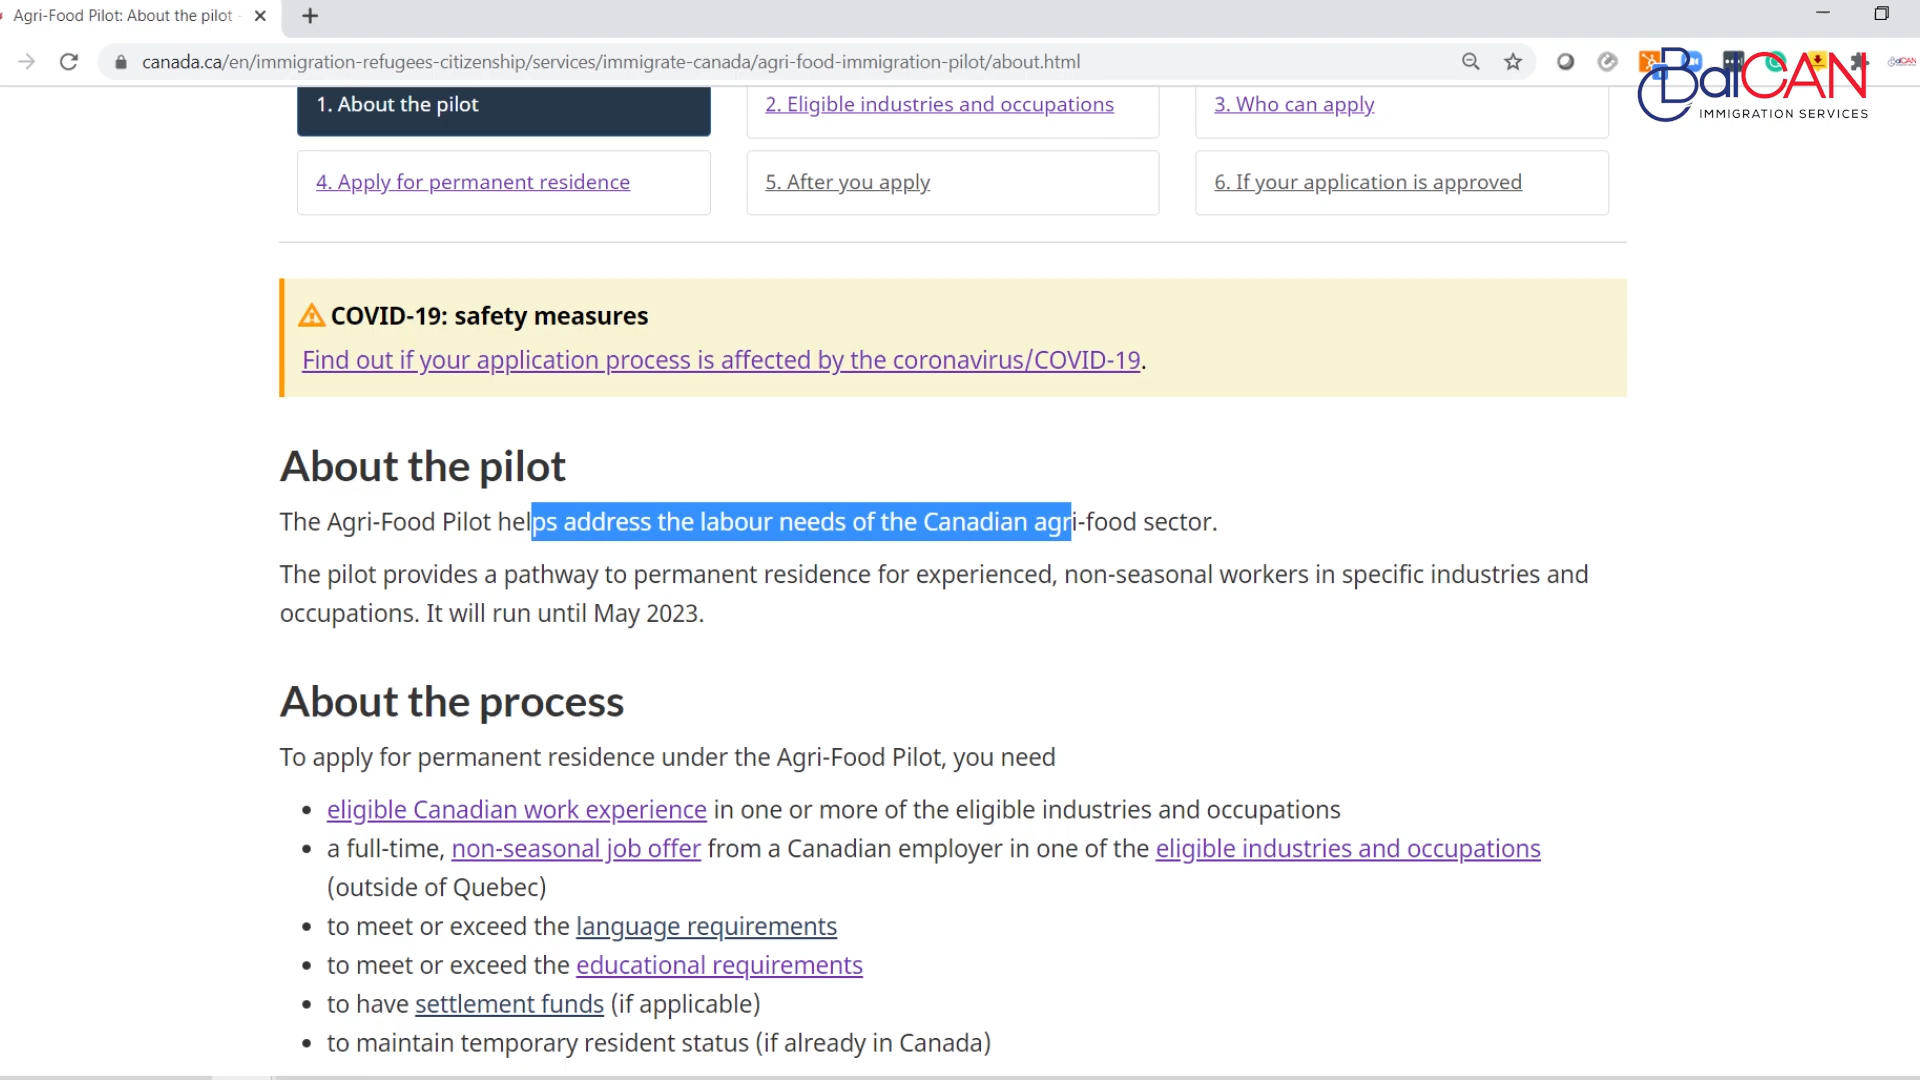 Agri-Food Pilot: About the pilot -
canada.ca/en/immigration-refugees-citizenship/services/immigrate-canada/agri-food-immigration-pilot/about.html
BalCAN
IMMIGRATION SERVICES
1. About the pilot
2. Eligible industries and occupations
3. Who can apply
4. Apply for permanent residence
5. After you apply
6. If your application is approved
COVID-19: safety measures
Find out if your application process is affected by the coronavirus/COVID-19.
About the pilot
The Agri-Food Pilot helps address the labour needs of the Canadian agri-food sector.
The pilot provides a pathway to permanent residence for experienced, non-seasonal workers in specific industries and
occupations. It will run until May 2023.
About the process
To apply for permanent residence under the Agri-Food Pilot, you need
• eligible Canadian work experience in one or more of the eligible industries and occupations
• a full-time, non-seasonal job offer from a Canadian employer in one of the eligible industries and occupations
(outside of Quebec)
• to meet or exceed the language requirements
• to meet or exceed the educational requirements
• to have settlement funds (if applicable)
• to maintain temporary resident status (if already in Canada)